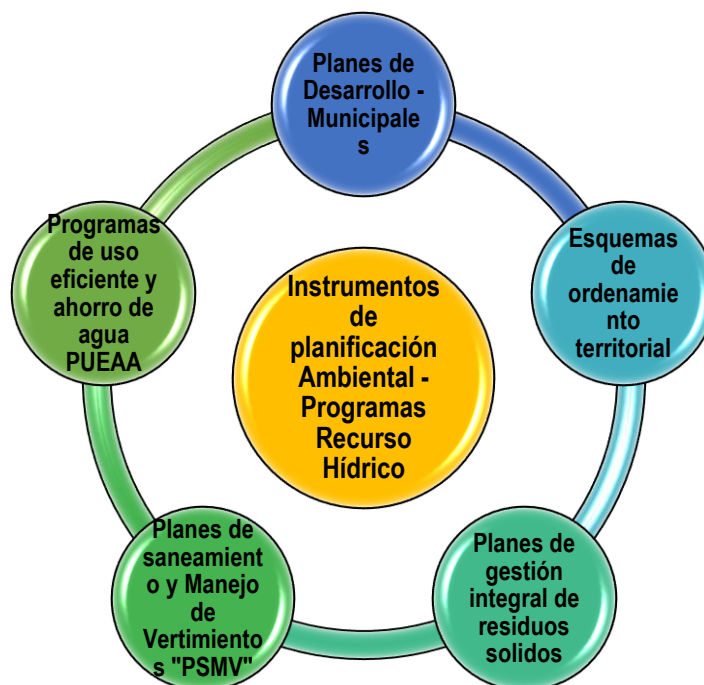 Planes de
Desarrollo -
Municipale
s
Esquemas
de
ordenamie
nto
territorial
Planes de
gestión
integral de
residuos
solidos
Planes de
saneamient
o y Manejo
de
Vertimiento
s "PSMV"
Programas
de uso
eficiente y
ahorro de
agua
PUEAA
Instrumentos
de
planificación
Ambiental -
Programas
Recurso
Hídrico